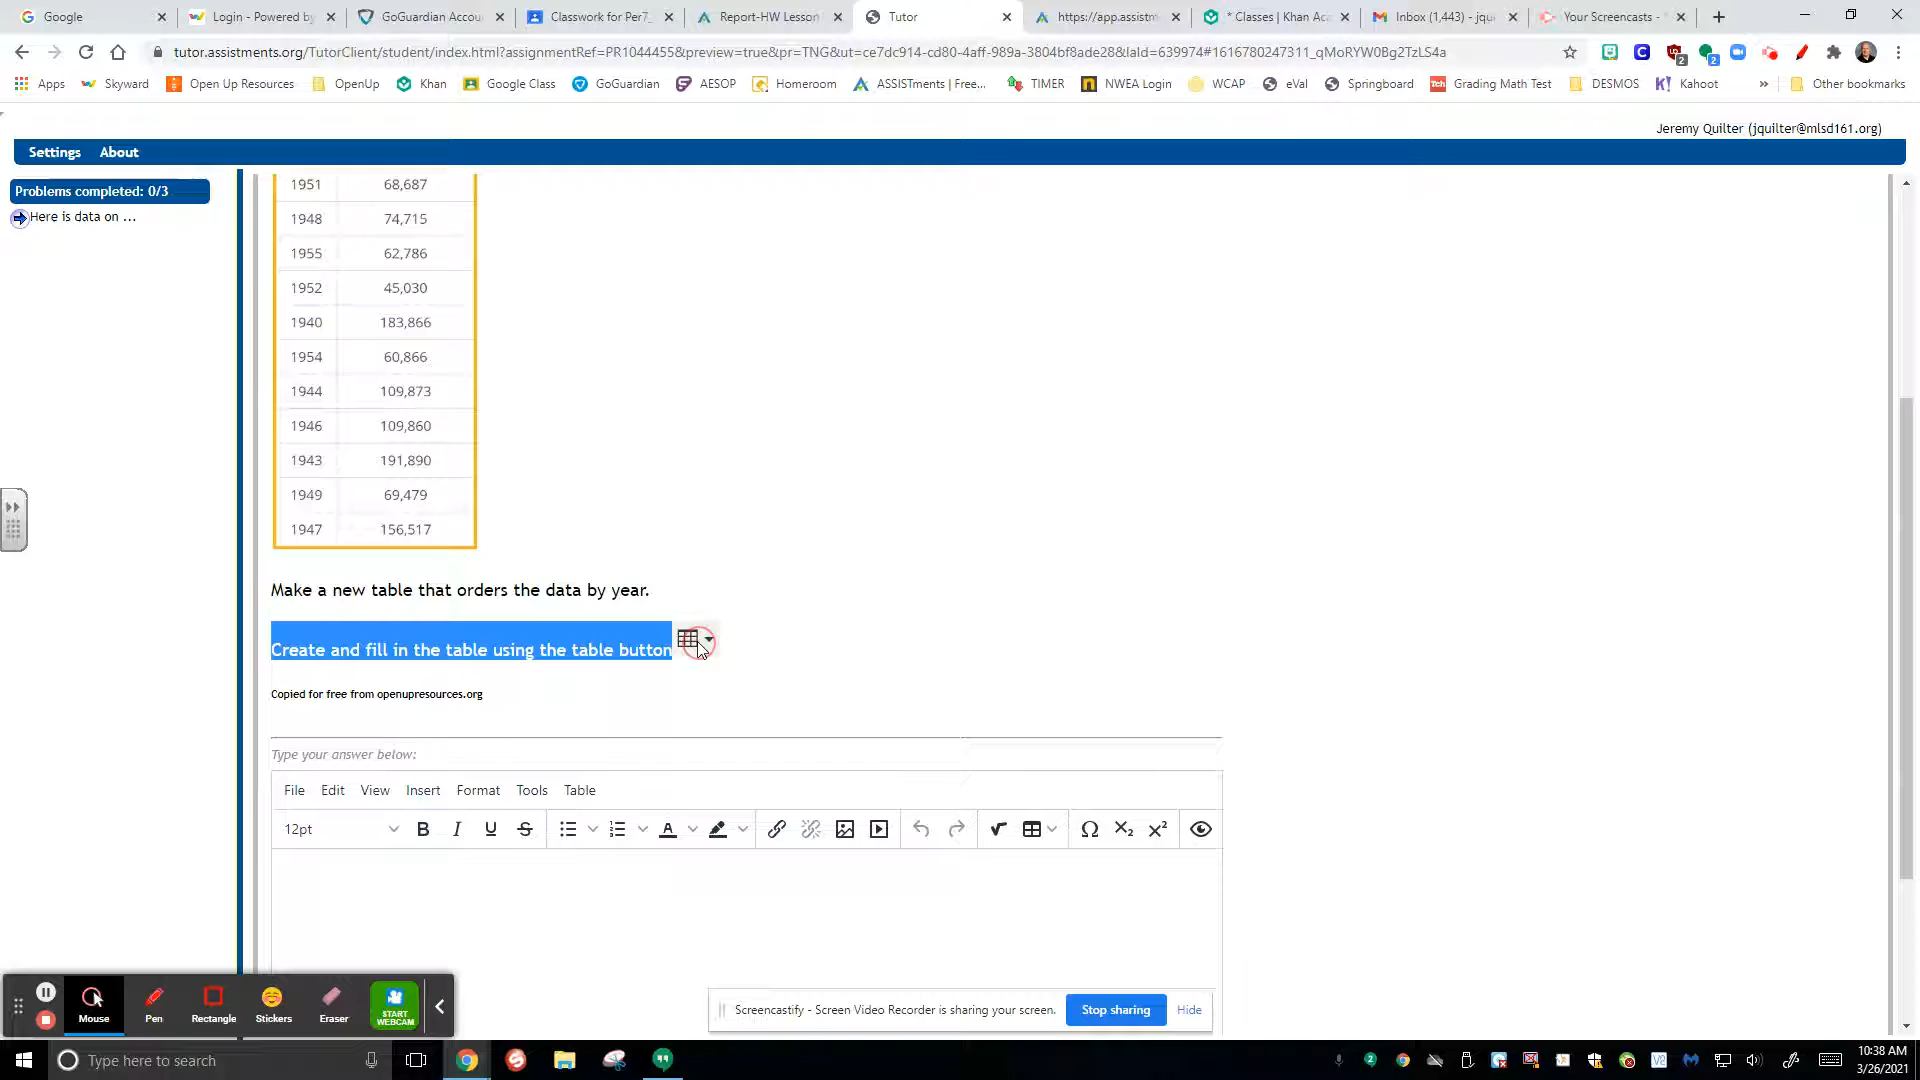 Google
Login - Powered by
GoGuardian Accou
Classwork for Per7_
Report-HW Lesson
Tutor
https://app.assistm
* Classes | Khan Ac
Inbox (1,443) - jqu
Your Screencasts -
tutor.assistments.org/TutorClient/student/index.html?assignmentRef=PR1044455&preview=true&pr=TNG&ut=ce7dc914-cd80-4aff-989a-3804bf8ade28&laId=639974#1616780247311_qMoRYW0Bg2TzLS4a
Apps
Skyward
Open Up Resources
OpenUp
Khan
Google Class
GoGuardian
AESOP
Homeroom
ASSISTments | Free...
TIMER
NWEA Login
WCAP
eVal
Springboard
Grading Math Test
DESMOS
Kahoot
»
Other bookmarks
Jeremy Quilter (jquilter@mlsd161.org)
Settings About
Problems completed: 0/3
Here is data on ...
1951 68,687
1948 74,715
1955 62,786
1952 45,030
1940 183,866
1954 60,866
1944 109,873
1946 109,860
1943 191,890
1949 69,479
1947 156,517
Make a new table that orders the data by year.
Create and fill in the table using the table button
Copied for free from openupresources.org
Type your answer below:
File Edit View Insert Format Tools Table
12pt B I U S A Ω X₂ X²
Mouse
Pen
Rectangle
Stickers
Eraser
START
WEBCAM
Screencastify - Screen Video Recorder is sharing your screen.
Stop sharing
Hide
Type here to search
10:38 AM
3/26/2021